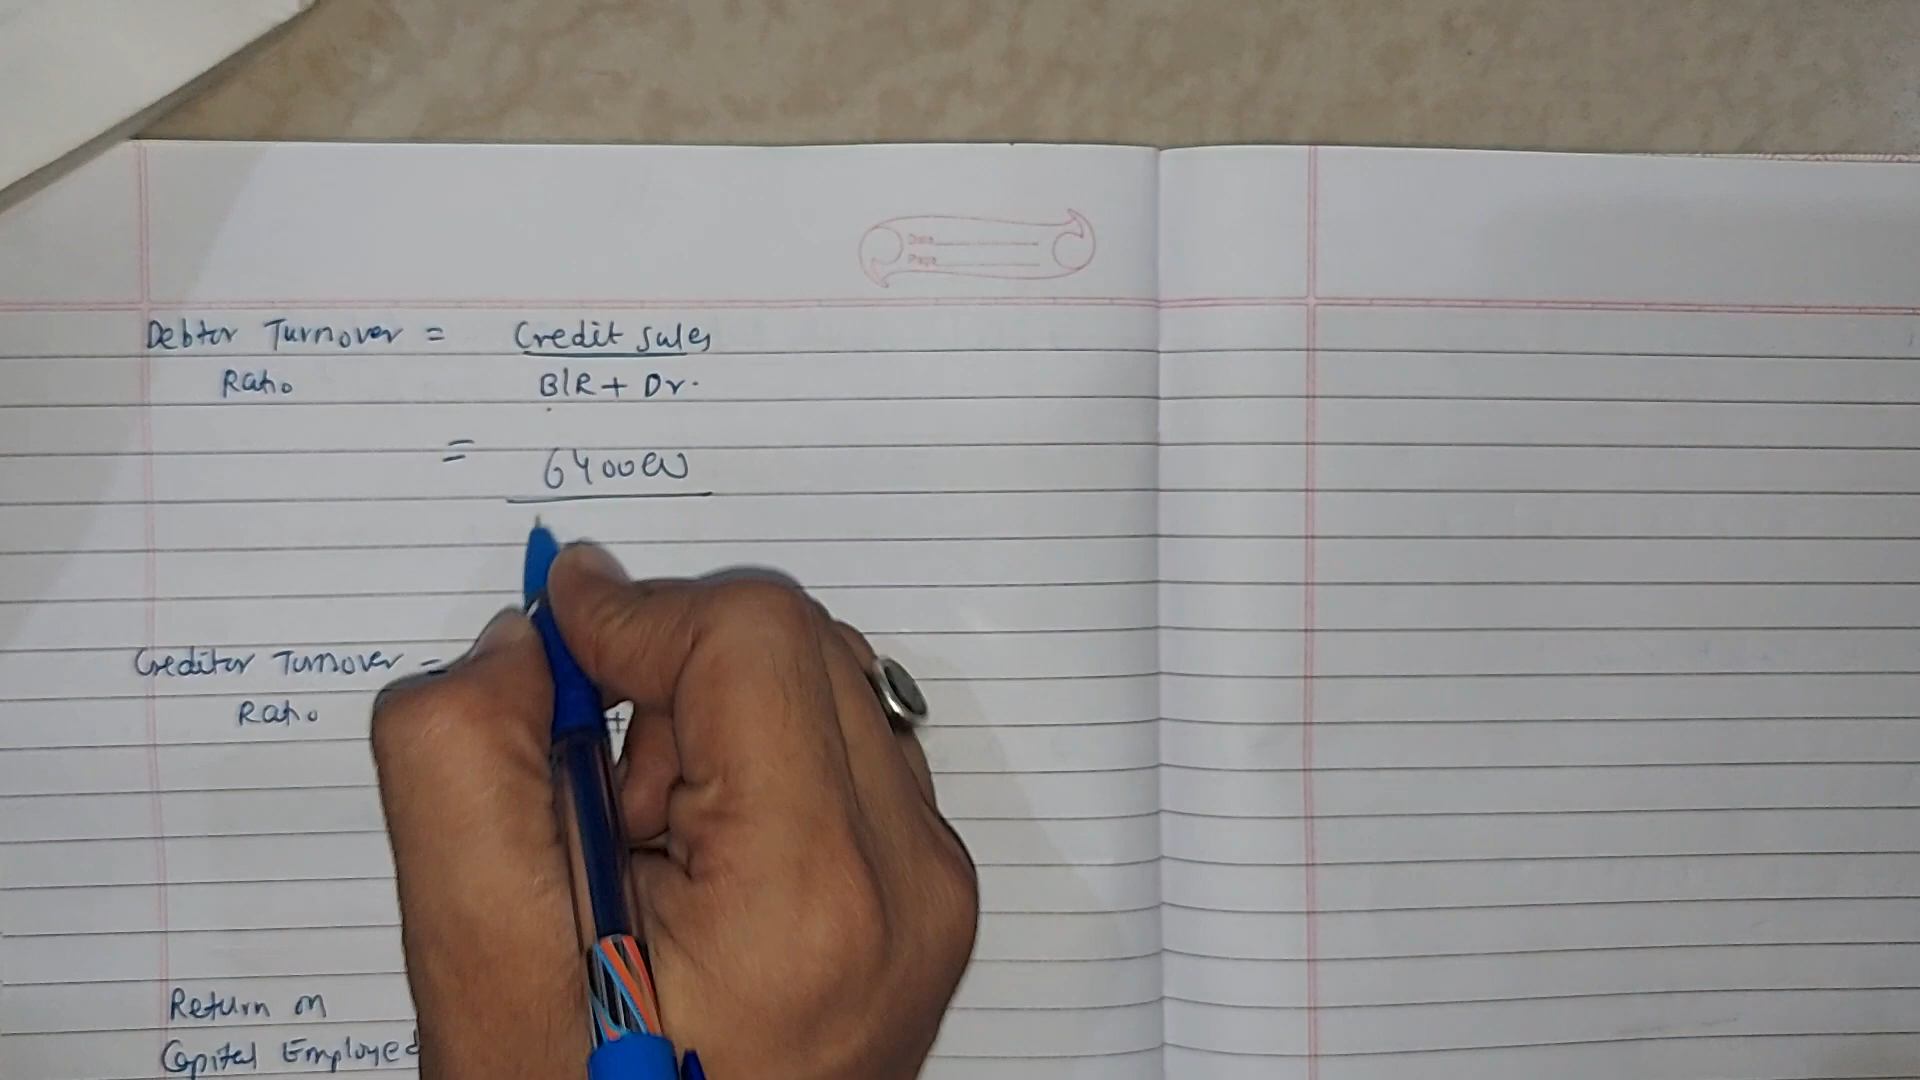 Date
Page
Debtor Turnover = Credit Sales
Ratio B/R + Dr.
= 640000
Creditor Turnover =
Ratio +
Return on
Capital Employed